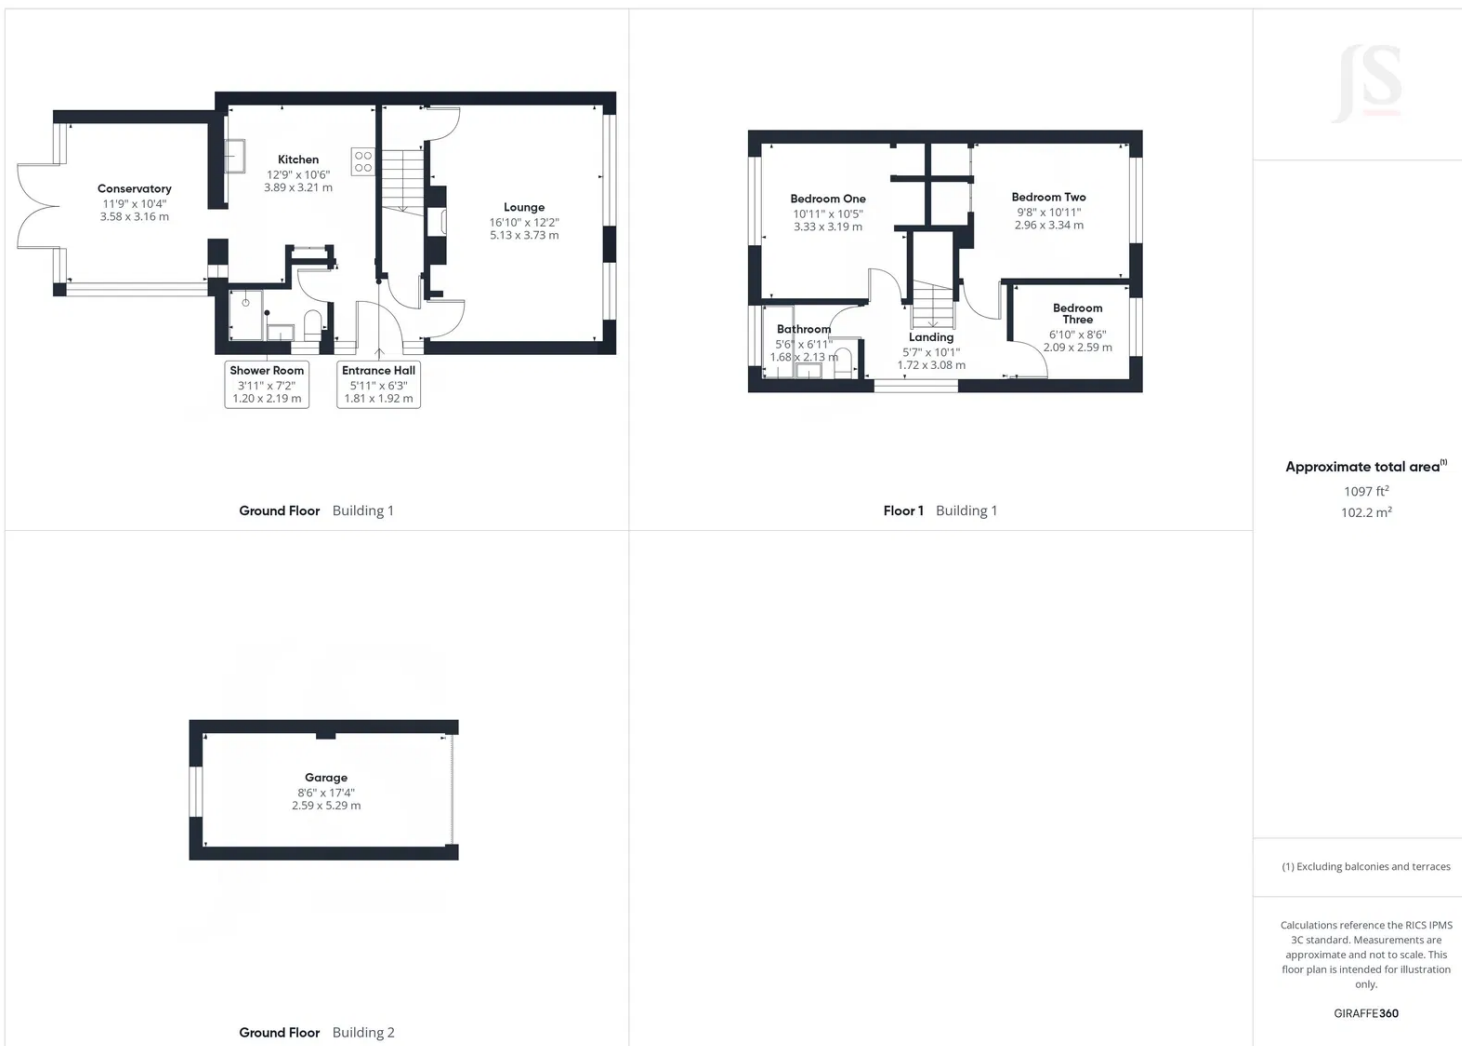 Conservatory
11'9" x 10'4"
3.58 x 3.16 m
Kitchen
12'9" x 10'6"
3.89 x 3.21 m
Lounge
16'10" x 12'2"
5.13 x 3.73 m
Shower Room
3'11" x 7'2"
1.20 x 2.19 m
Entrance Hall
5'11" x 6'3"
1.81 x 1.92 m
Ground Floor Building 1
Bedroom One
10'11" x 10'5"
3.33 x 3.19 m
Bedroom Two
9'8" x 10'11"
2.96 x 3.34 m
Bedroom
Three
6'10" x 8'6"
2.09 x 2.59 m
Bathroom
5'6" x 6'11"
1.68 x 2.13 m
Landing
5'7" x 10'1"
1.72 x 3.08 m
Floor 1 Building 1
Garage
8'6" x 17'4"
2.59 x 5.29 m
Ground Floor Building 2
JS
Approximate total area(1)
1097 ft²
102.2 m²
(1) Excluding balconies and terraces
Calculations reference the RICS IPMS
3C standard. Measurements are
approximate and not to scale. This
floor plan is intended for illustration
only.
GIRAFFE360